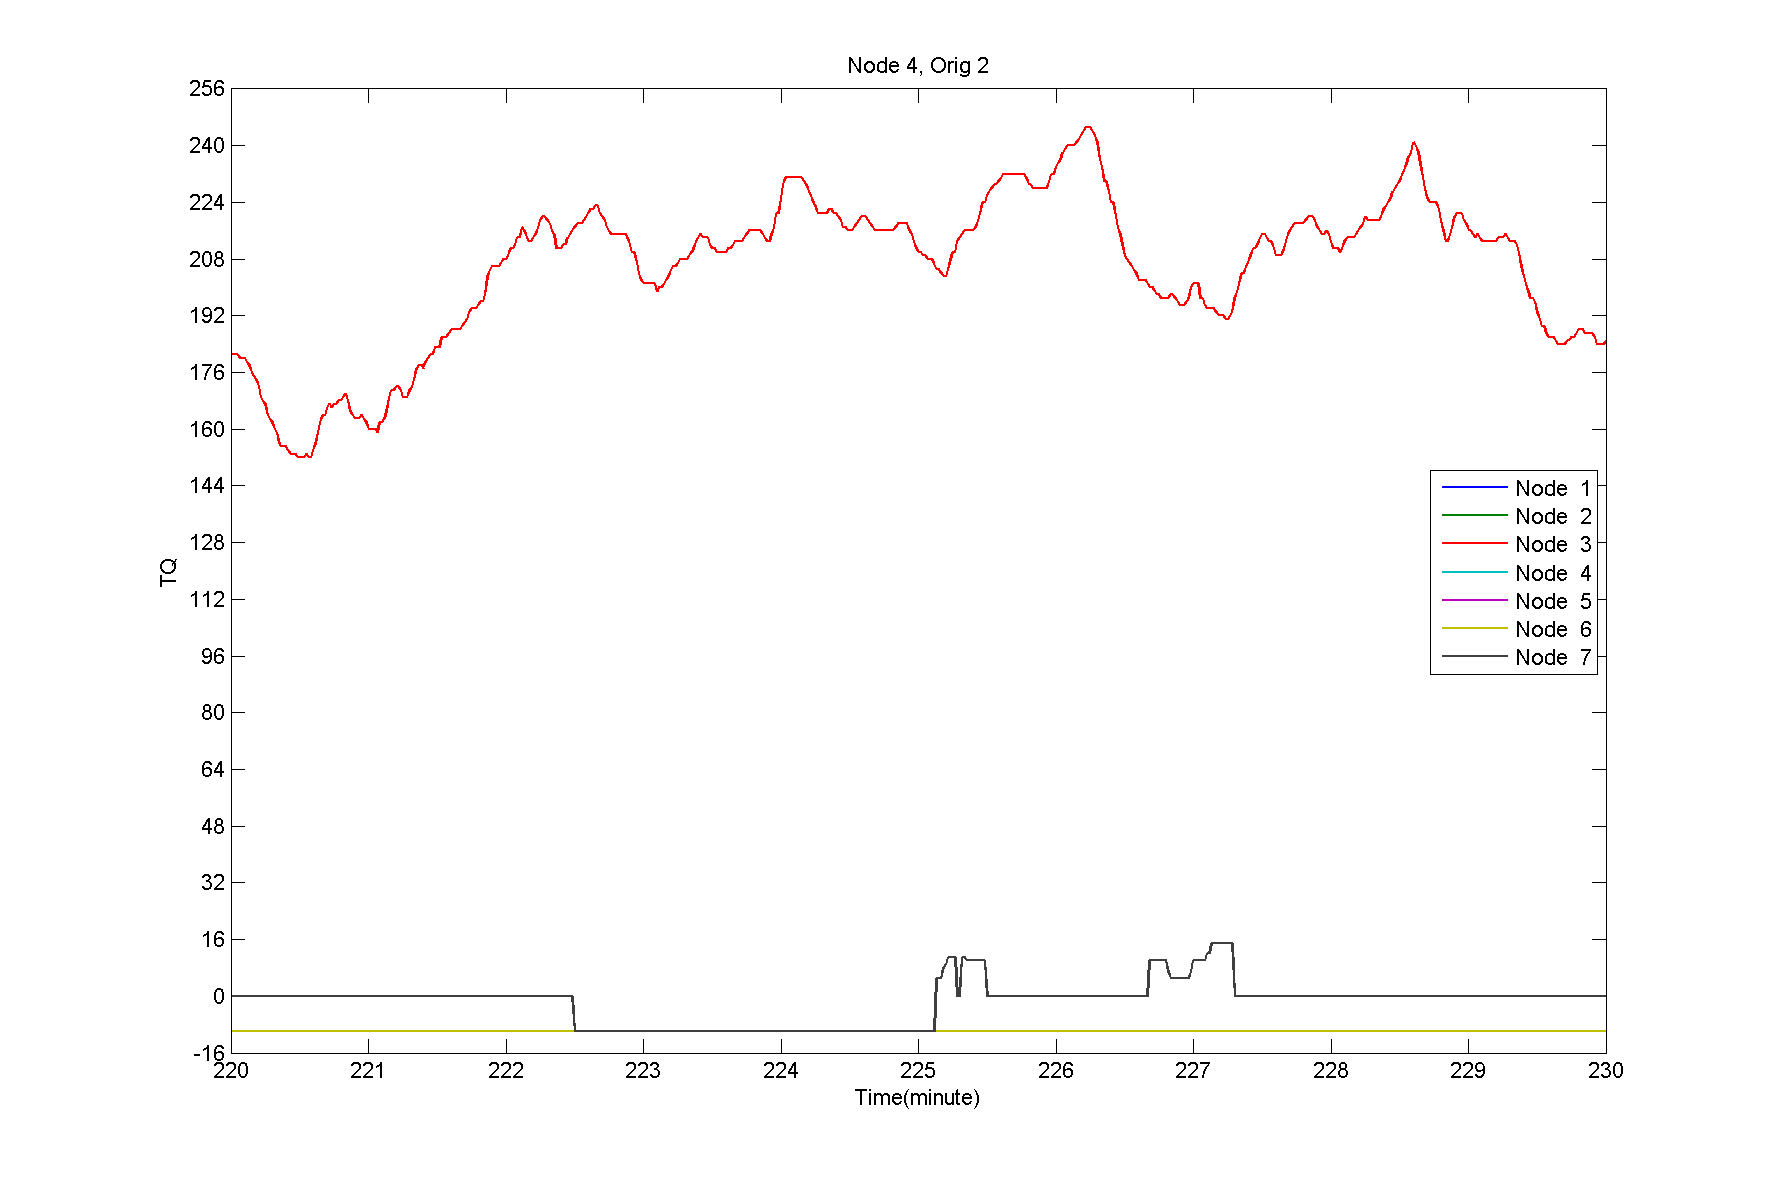 Node 4, Orig 2
256
240
224
208
192
176
160
144
128
112
96
80
64
48
32
16
0
-16
TQ
Node 1
Node 2
Node 3
Node 4
Node 5
Node 6
Node 7
220 221 222 223 224 225 226 227 228 229 230
Time(minute)